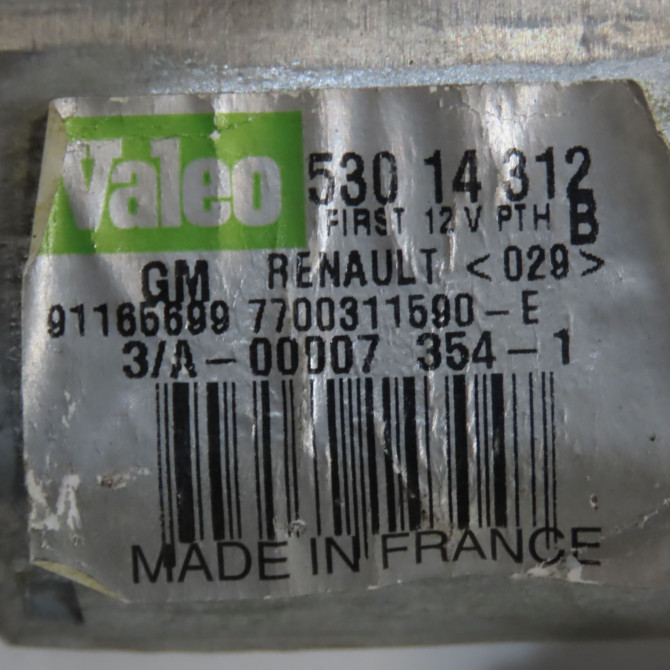 Valeo 530 14 312
FIRST 12 V PTH B
GM RENAULT <029>
91165699 7700311590-E
3/A-00007 354-1
MADE IN FRANCE